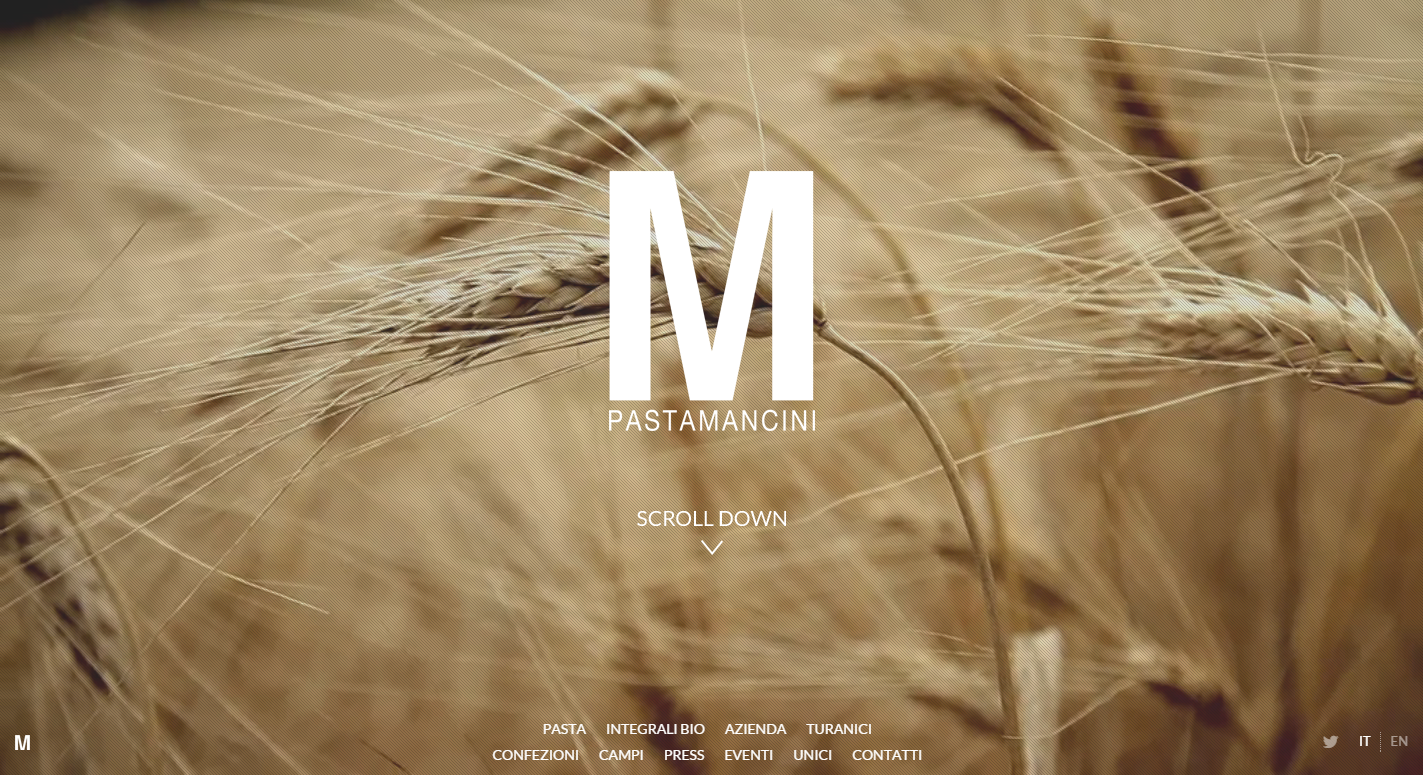 M
PASTAMANCINI
SCROLL DOWN
PASTA INTEGRALI BIO AZIENDA TURANICI
CONFEZIONI CAMPI PRESS EVENTI UNICI CONTATTI
M
IT EN